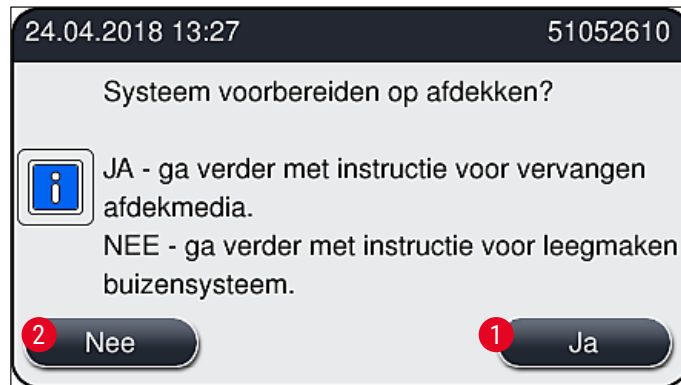 24.04.2018 13:27 51052610
Systeem voorbereiden op afdekken?
JA - ga verder met instructie voor vervangen
afdekmedia.
NEE - ga verder met instructie voor leegmaken
buizensysteem.
2 Nee 1 Ja